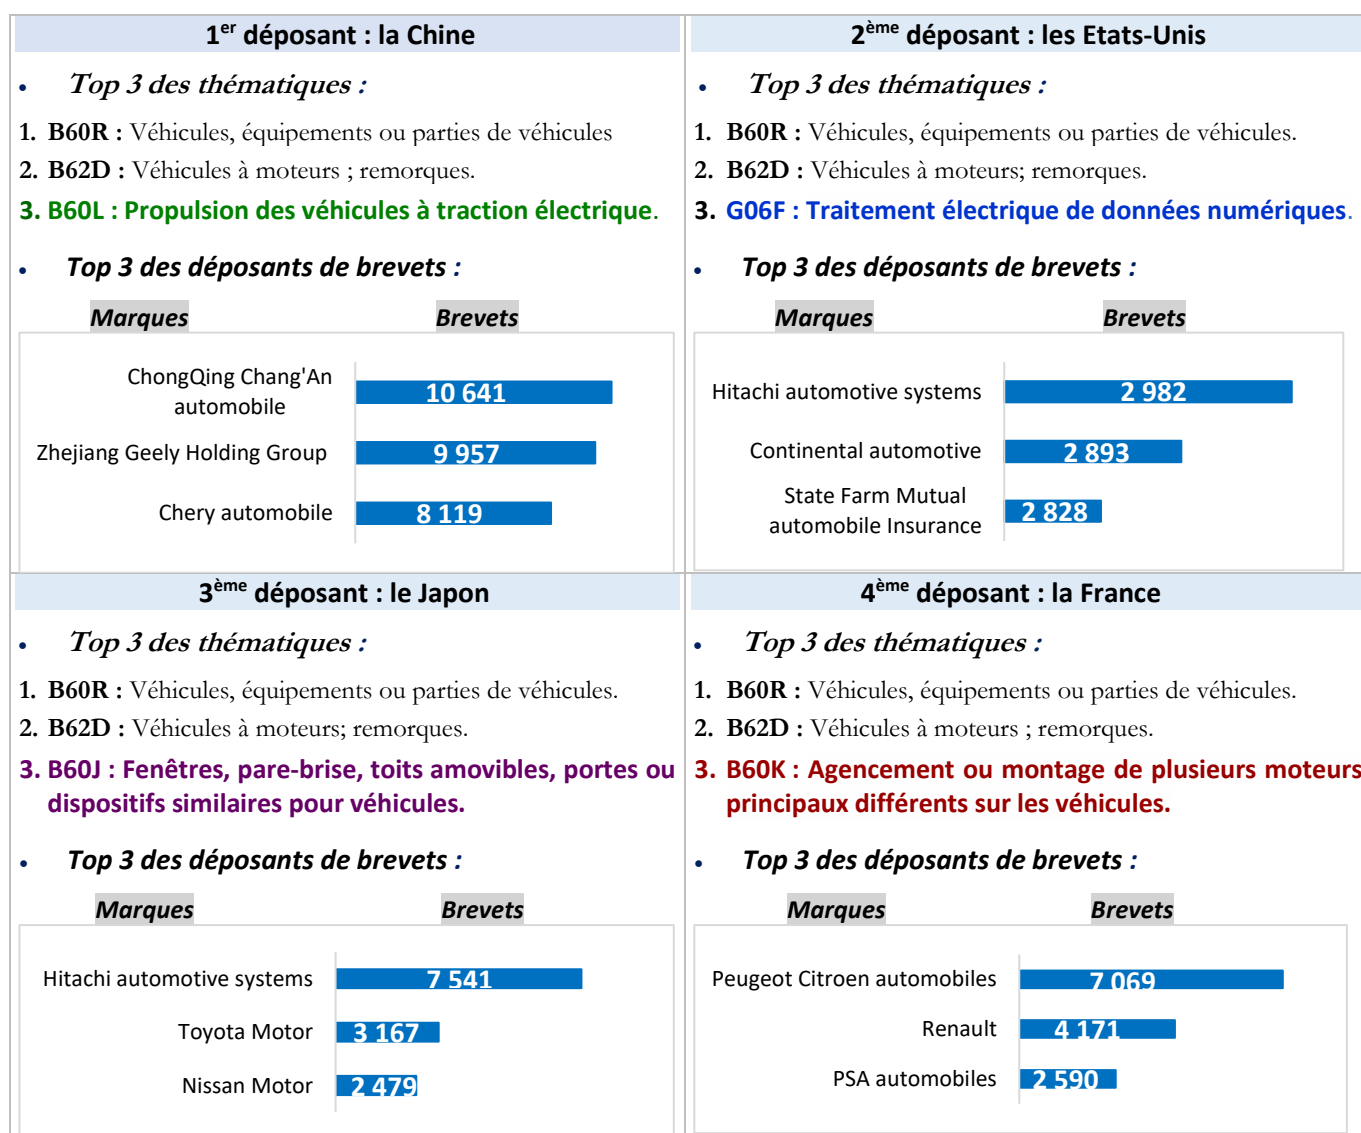 1er déposant : la Chine
• Top 3 des thématiques :
1. B60R : Véhicules, équipements ou parties de véhicules
2. B62D : Véhicules à moteurs ; remorques.
3. B60L : Propulsion des véhicules à traction électrique.
• Top 3 des déposants de brevets :
Marques Brevets
ChongQing Chang'An
automobile
10 641
Zhejiang Geely Holding Group 9 957
Chery automobile 8 119
2ème déposant : les Etats-Unis
• Top 3 des thématiques :
1. B60R : Véhicules, équipements ou parties de véhicules.
2. B62D : Véhicules à moteurs; remorques.
3. G06F : Traitement électrique de données numériques.
• Top 3 des déposants de brevets :
Marques Brevets
Hitachi automotive systems 2 982
Continental automotive 2 893
State Farm Mutual
automobile Insurance
2 828
3ème déposant : le Japon
• Top 3 des thématiques :
1. B60R : Véhicules, équipements ou parties de véhicules.
2. B62D : Véhicules à moteurs; remorques.
3. B60J : Fenêtres, pare-brise, toits amovibles, portes ou
dispositifs similaires pour véhicules.
• Top 3 des déposants de brevets :
Marques Brevets
Hitachi automotive systems 7 541
Toyota Motor 3 167
Nissan Motor 2 479
4ème déposant : la France
• Top 3 des thématiques :
1. B60R : Véhicules, équipements ou parties de véhicules.
2. B62D : Véhicules à moteurs ; remorques.
3. B60K : Agencement ou montage de plusieurs moteurs
principaux différents sur les véhicules.
• Top 3 des déposants de brevets :
Marques Brevets
Peugeot Citroen automobiles 7 069
Renault 4 171
PSA automobiles 2 590